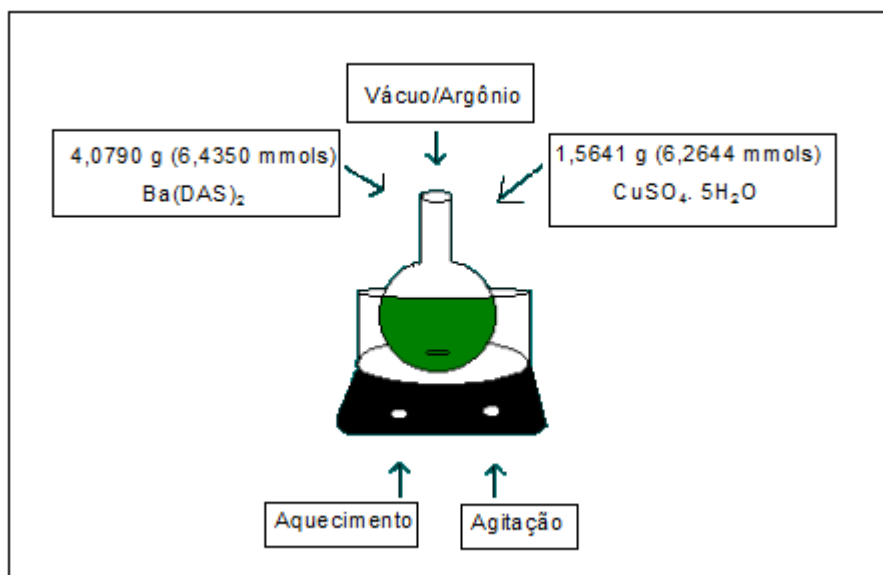 Vácuo/Argônio
4,0790 g (6,4350 mmols)
Ba(DAS)₂
1,5641 g (6,2644 mmols)
CuSO₄. 5H₂O
Aquecimento
Agitação